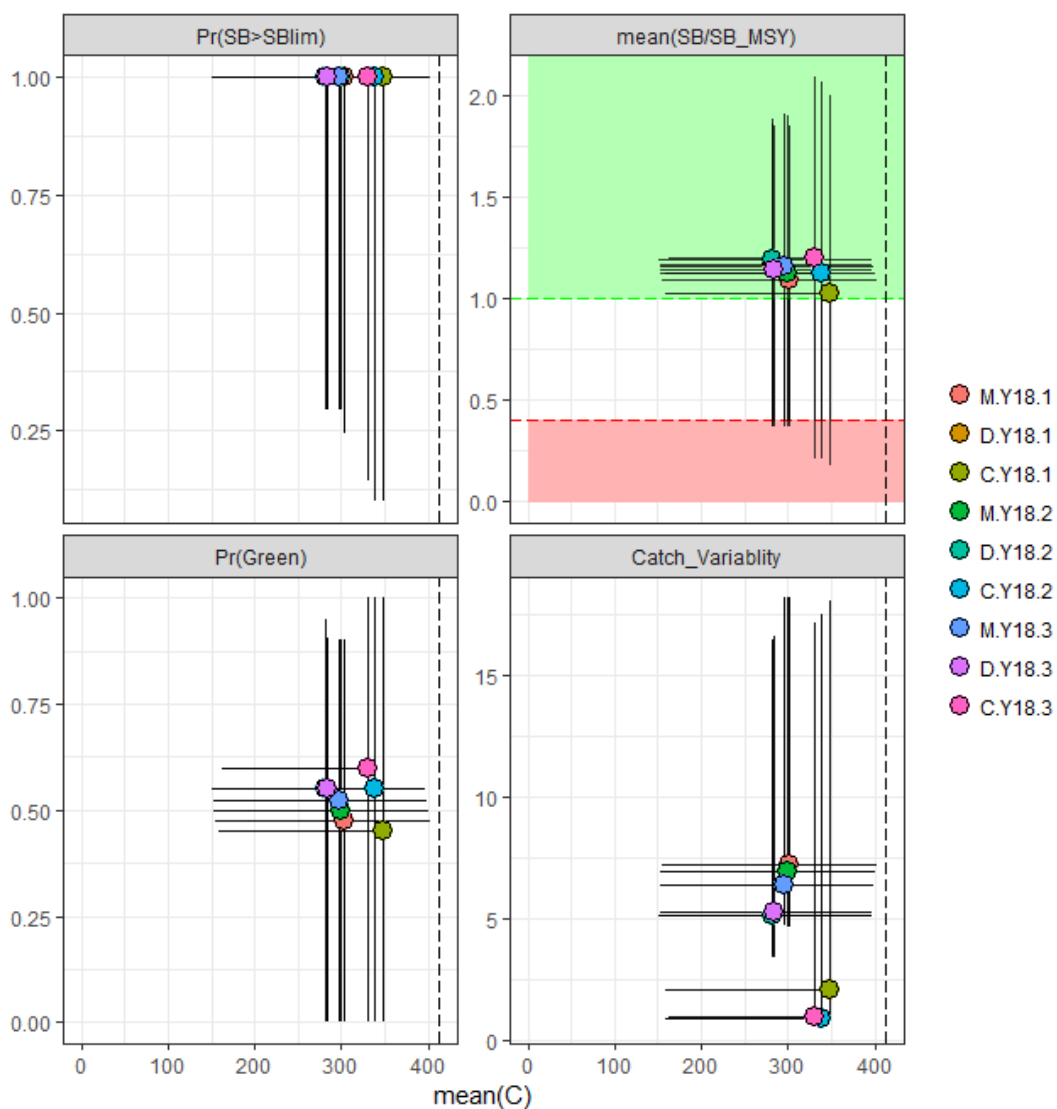 Pr(SB>SBlim)
mean(SB/SB_MSY)
1.00
0.75
0.50
0.25
2.0
1.5
1.0
0.5
0.0
Pr(Green)
Catch_Variablity
1.00
0.75
0.50
0.25
0.00
15
10
5
0
0 100 200 300 400
0 100 200 300 400
mean(C)
M.Y18.1
D.Y18.1
C.Y18.1
M.Y18.2
D.Y18.2
C.Y18.2
M.Y18.3
D.Y18.3
C.Y18.3